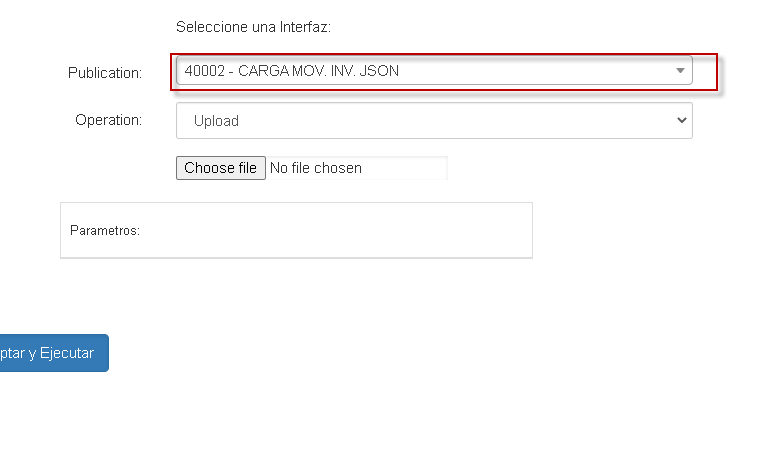 Seleccione una Interfaz:
Publication: 40002 - CARGA MOV. INV. JSON
Operation: Upload
Choose file No file chosen
Parametros:
ptar y Ejecutar